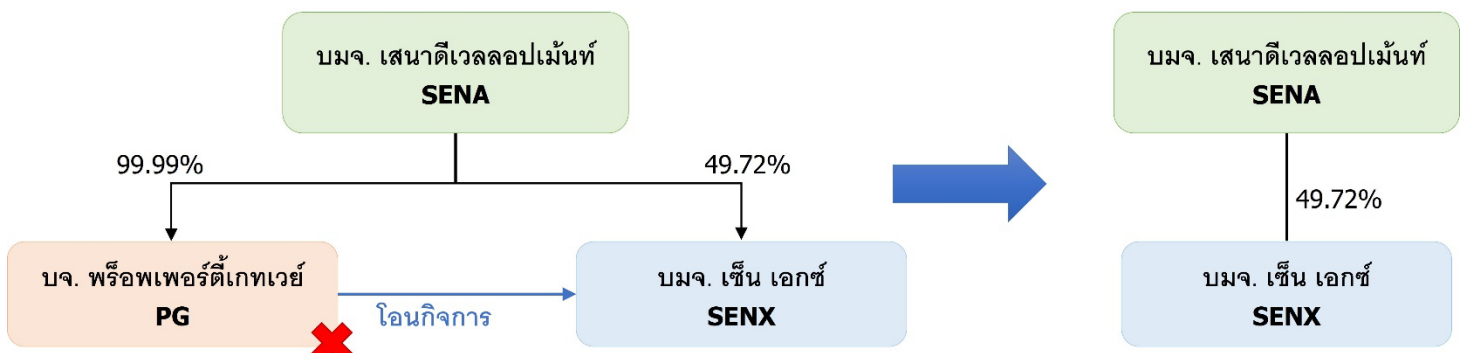 บมจ. เสนาดีเวลลอปเม้นท์
SENA
99.99%
49.72%
บจ. พร็อพเพอร์ตี้เกทเวย์
PG
โอนกิจการ
บมจ. เซ็น เอกซ์
SENX
บมจ. เสนาดีเวลลอปเม้นท์
SENA
49.72%
บมจ. เซ็น เอกซ์
SENX